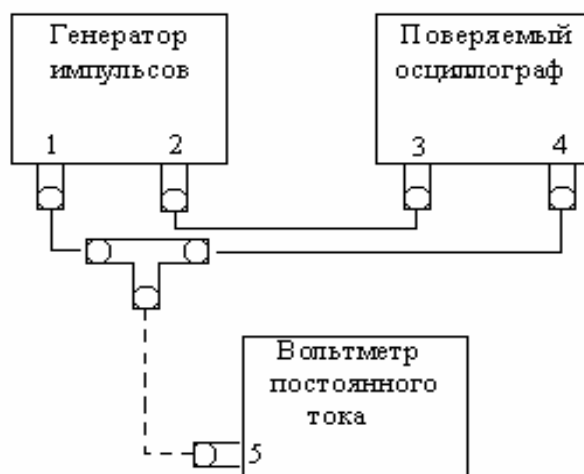 Генератор
импульсов
Поверяемый
осциллограф
1
2
3
4
Вольтметр
постоянного
тока
5